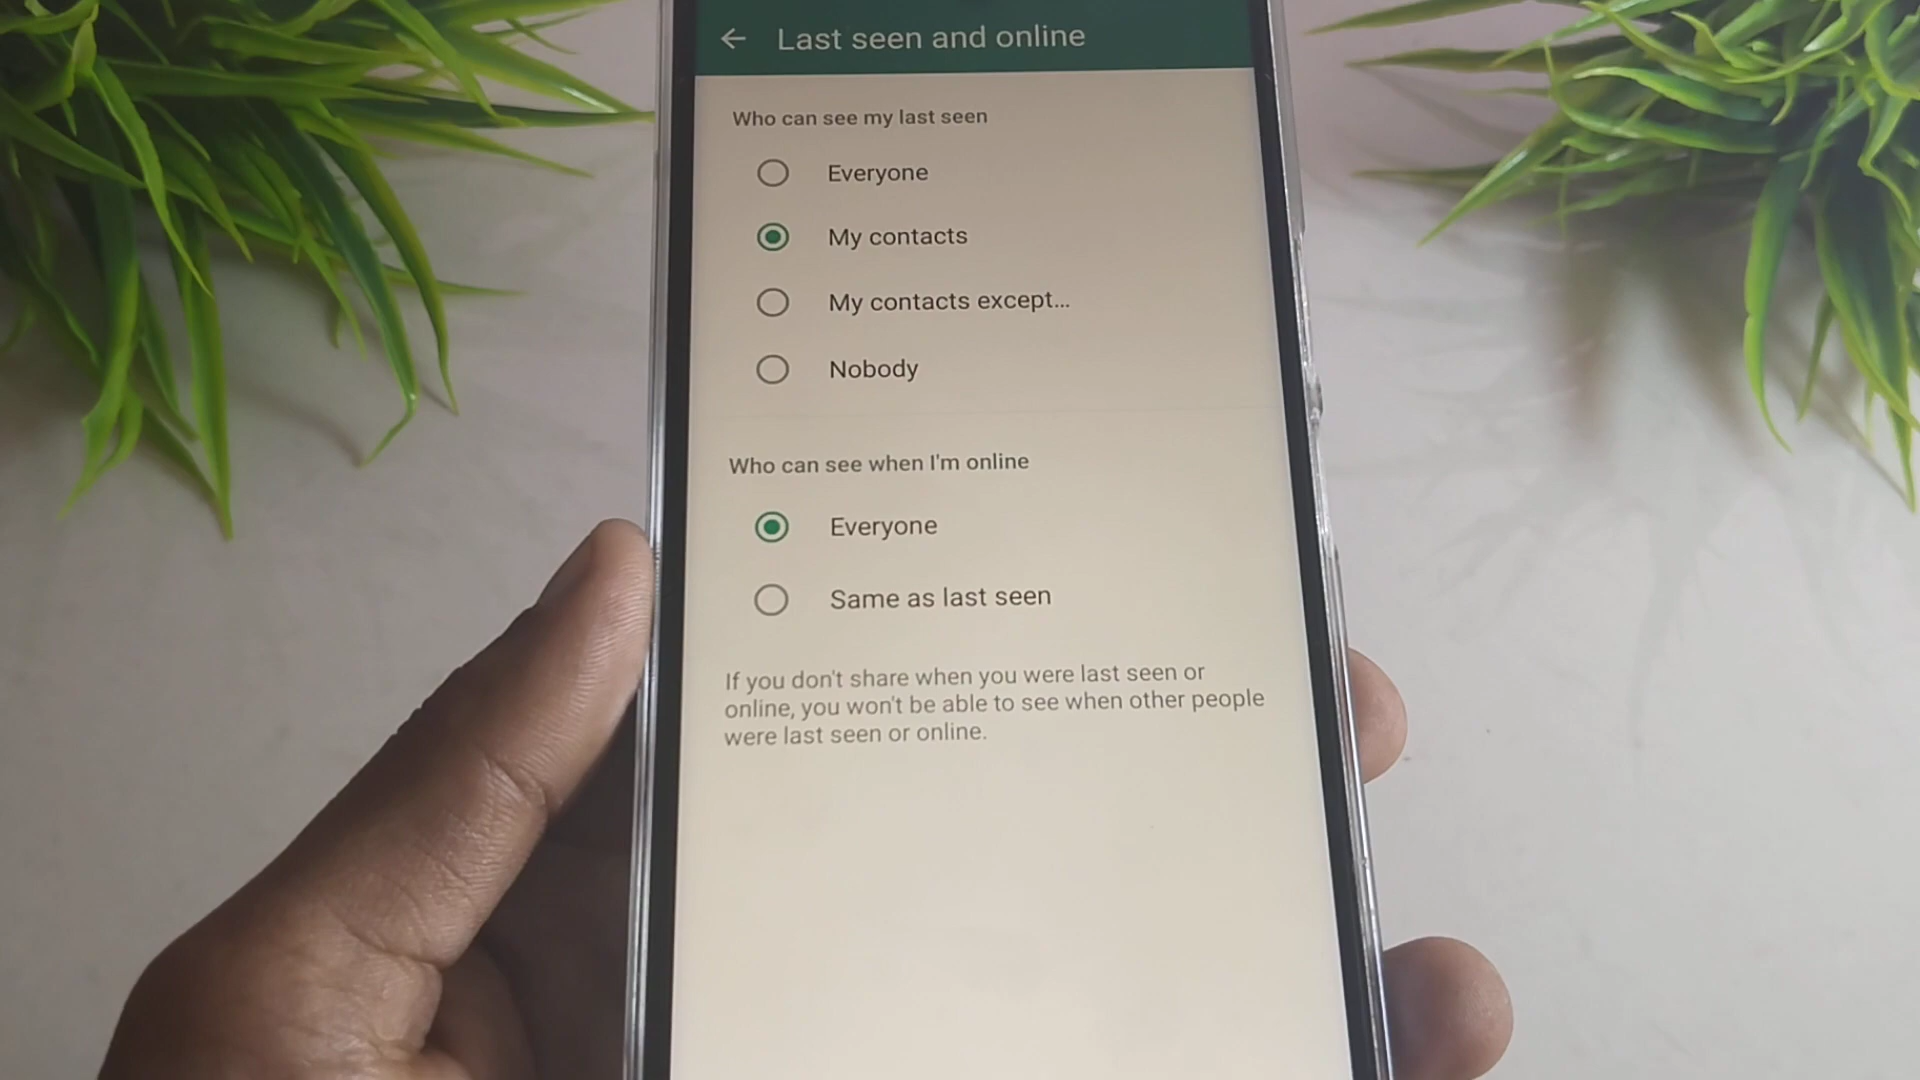 Last seen and online
Who can see my last seen
Everyone
My contacts
My contacts except...
Nobody
Who can see when I'm online
Everyone
Same as last seen
If you don't share when you were last seen or
online, you won't be able to see when other people
were last seen or online.